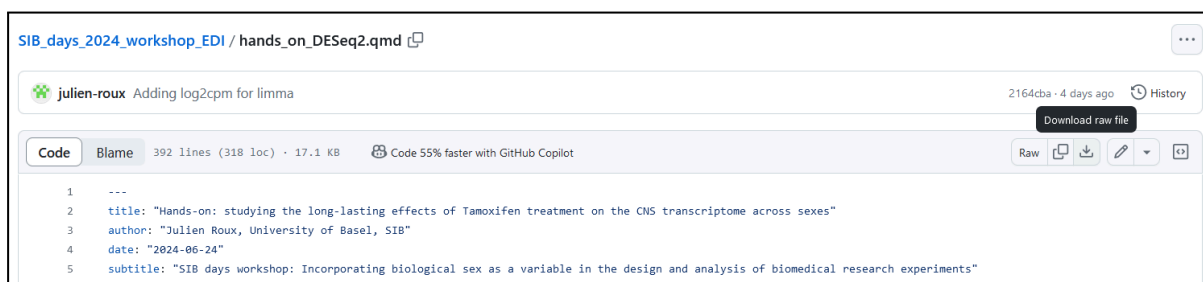 SIB_days_2024_workshop_EDI / hands_on_DESeq2.qmd
julien-roux Adding log2cpm for limma 2164cba · 4 days ago History
Download raw file
Code Blame 392 lines (318 loc) · 17.1 KB Code 55% faster with GitHub Copilot Raw
1 ---
2 title: "Hands-on: studying the long-lasting effects of Tamoxifen treatment on the CNS transcriptome across sexes"
3 author: "Julien Roux, University of Basel, SIB"
4 date: "2024-06-24"
5 subtitle: "SIB days workshop: Incorporating biological sex as a variable in the design and analysis of biomedical research experiments"